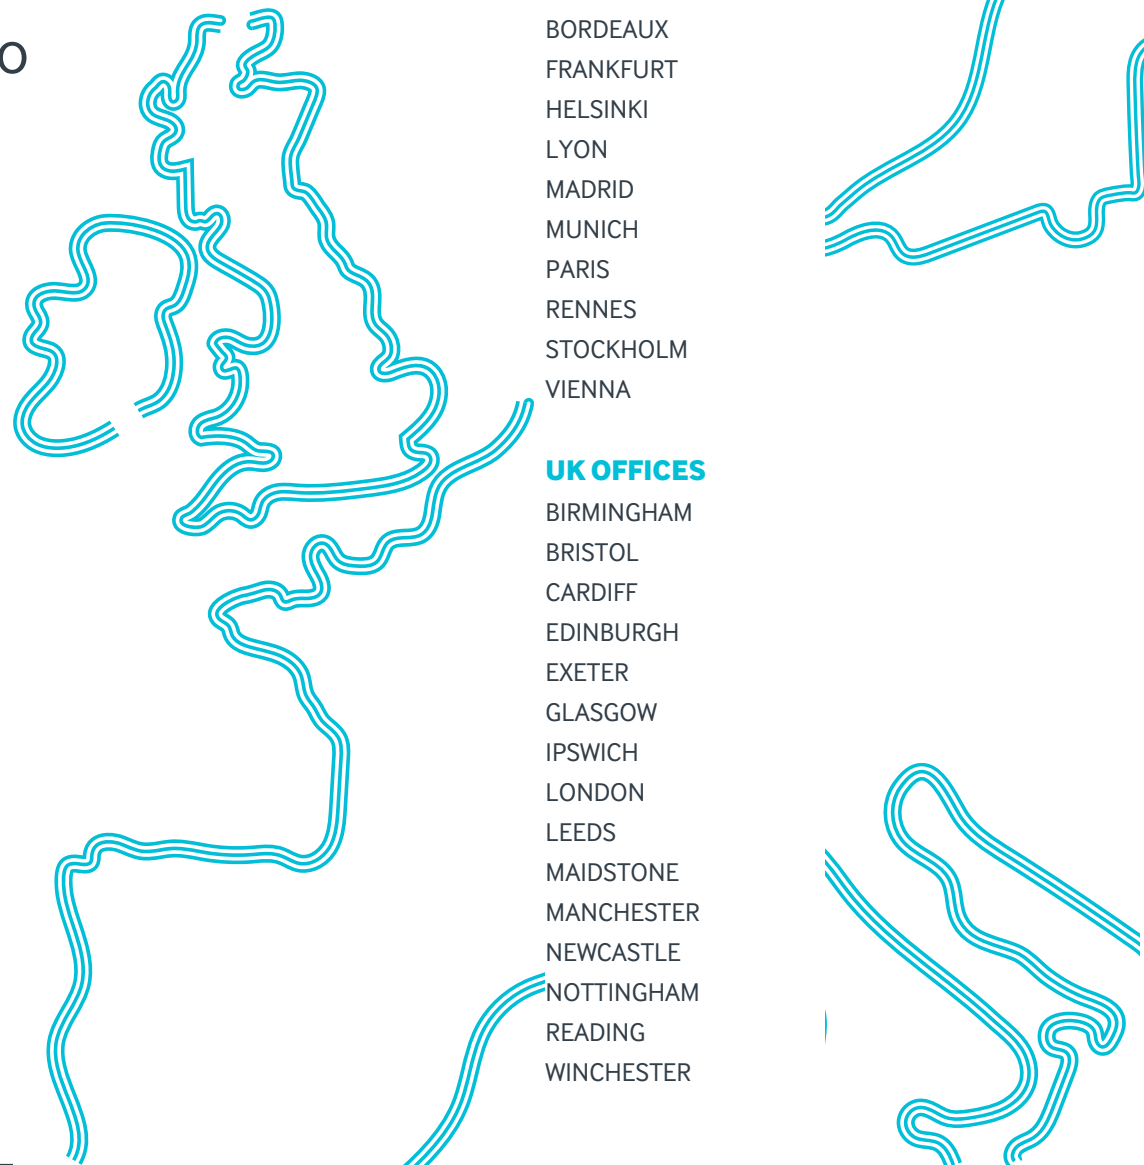 O
BORDEAUX
FRANKFURT
HELSINKI
LYON
MADRID
MUNICH
PARIS
RENNES
STOCKHOLM
VIENNA
UK OFFICES
BIRMINGHAM
BRISTOL
CARDIFF
EDINBURGH
EXETER
GLASGOW
IPSWICH
LONDON
LEEDS
MAIDSTONE
MANCHESTER
NEWCASTLE
NOTTINGHAM
READING
WINCHESTER